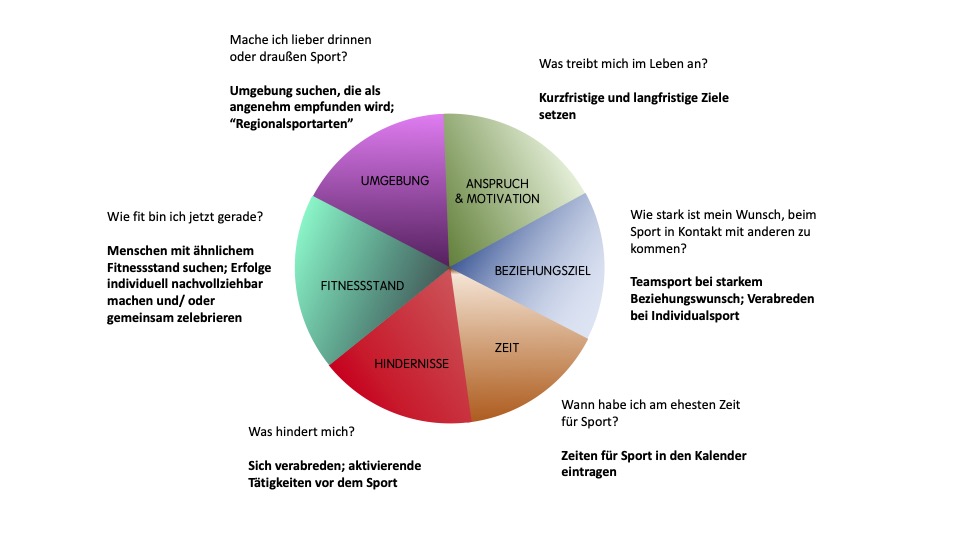 Mache ich lieber drinnen
oder draußen Sport?
Umgebung suchen, die als
angenehm empfunden wird;
“Regionalsportarten”
Was treibt mich im Leben an?
Kurzfristige und langfristige Ziele
setzen
UMGEBUNG
ANSPRUCH
& MOTIVATION
Wie fit bin ich jetzt gerade?
Menschen mit ähnlichem
Fitnessstand suchen; Erfolge
individuell nachvollziehbar
machen und/ oder
gemeinsam zelebrieren
FITNESSSTAND
BEZIEHUNGSZIEL
Wie stark ist mein Wunsch, beim
Sport in Kontakt mit anderen zu
kommen?
Teamsport bei starkem
Beziehungswunsch; Verabreden
bei Individualsport
HINDERNISSE
ZEIT
Was hindert mich?
Sich verabreden; aktivierende
Tätigkeiten vor dem Sport
Wann habe ich am ehesten Zeit
für Sport?
Zeiten für Sport in den Kalender
eintragen